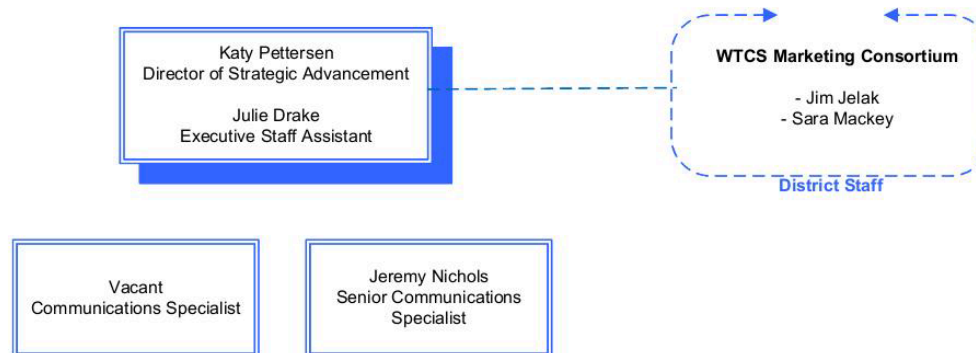 Katy Pettersen
Director of Strategic Advancement
Julie Drake
Executive Staff Assistant
WTCS Marketing Consortium
- Jim Jelak
- Sara Mackey
District Staff
Vacant
Communications Specialist
Jeremy Nichols
Senior Communications
Specialist